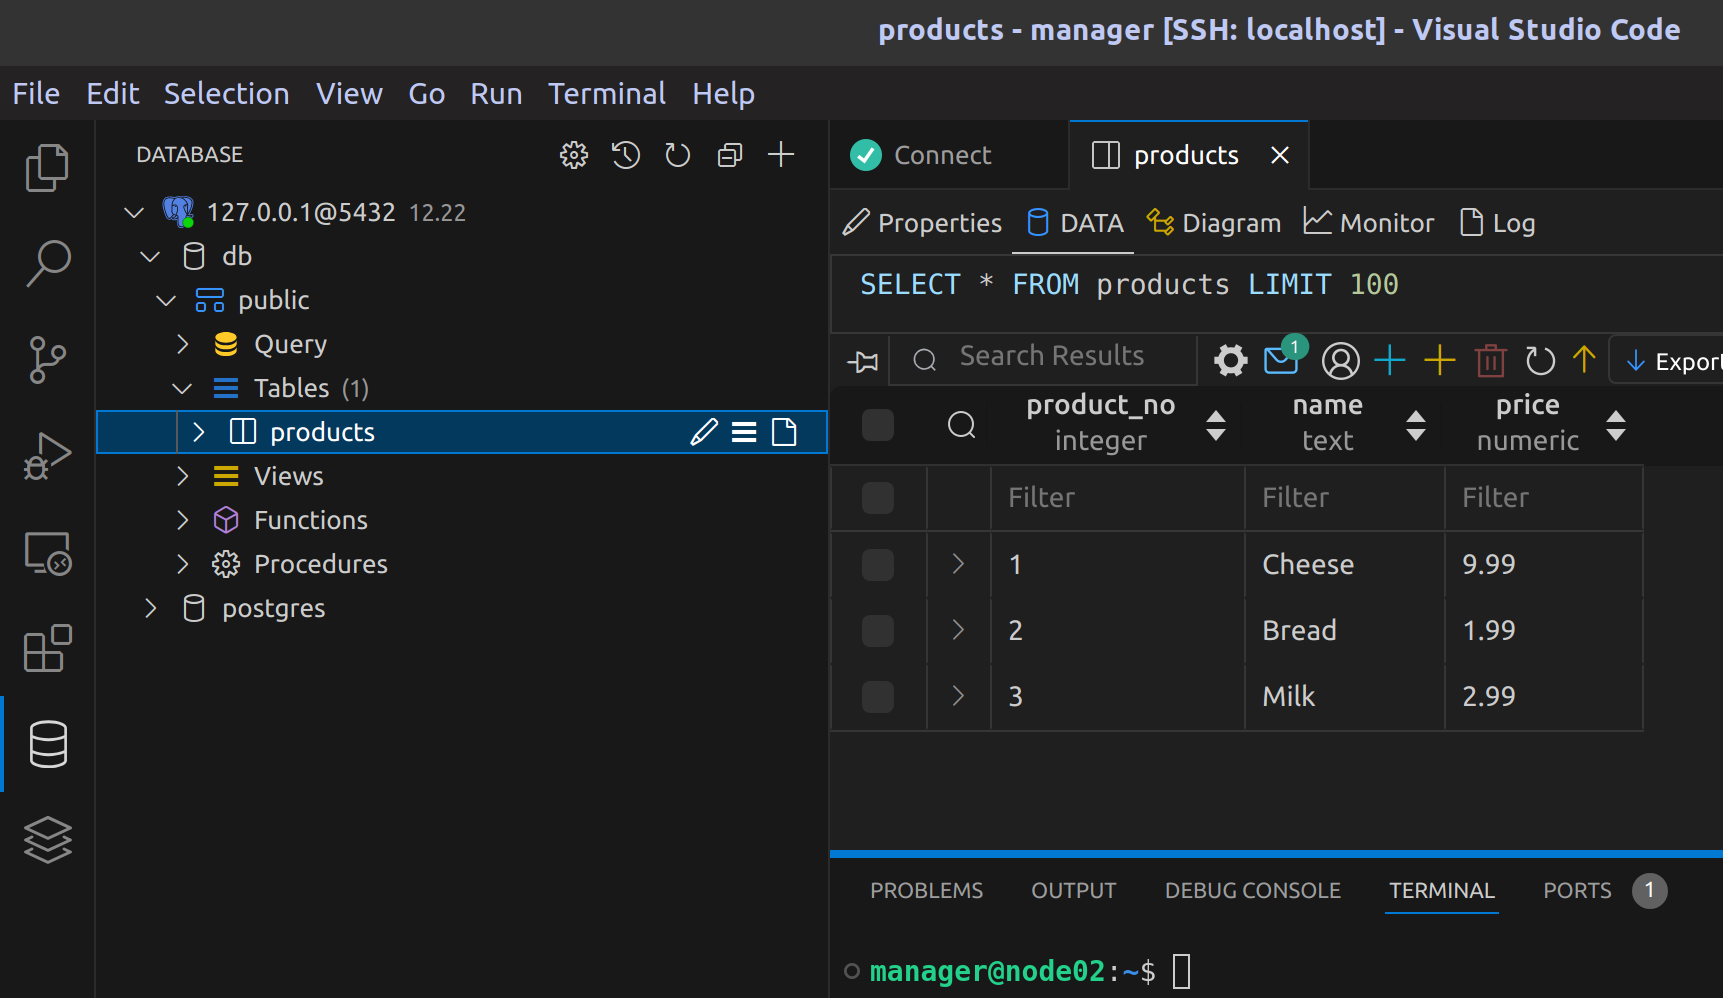 products - manager [SSH: localhost] - Visual Studio Code
File Edit Selection View Go Run Terminal Help
DATABASE
127.0.0.1@5432 12.22
db
public
Query
Tables (1)
products
Views
Functions
Procedures
postgres
Connect products
Properties DATA Diagram Monitor Log
SELECT * FROM products LIMIT 100
Search Results 1 Export
product_no name price
integer text numeric
Filter Filter Filter
1 Cheese 9.99
2 Bread 1.99
3 Milk 2.99
PROBLEMS OUTPUT DEBUG CONSOLE TERMINAL PORTS 1
manager@node02:~$